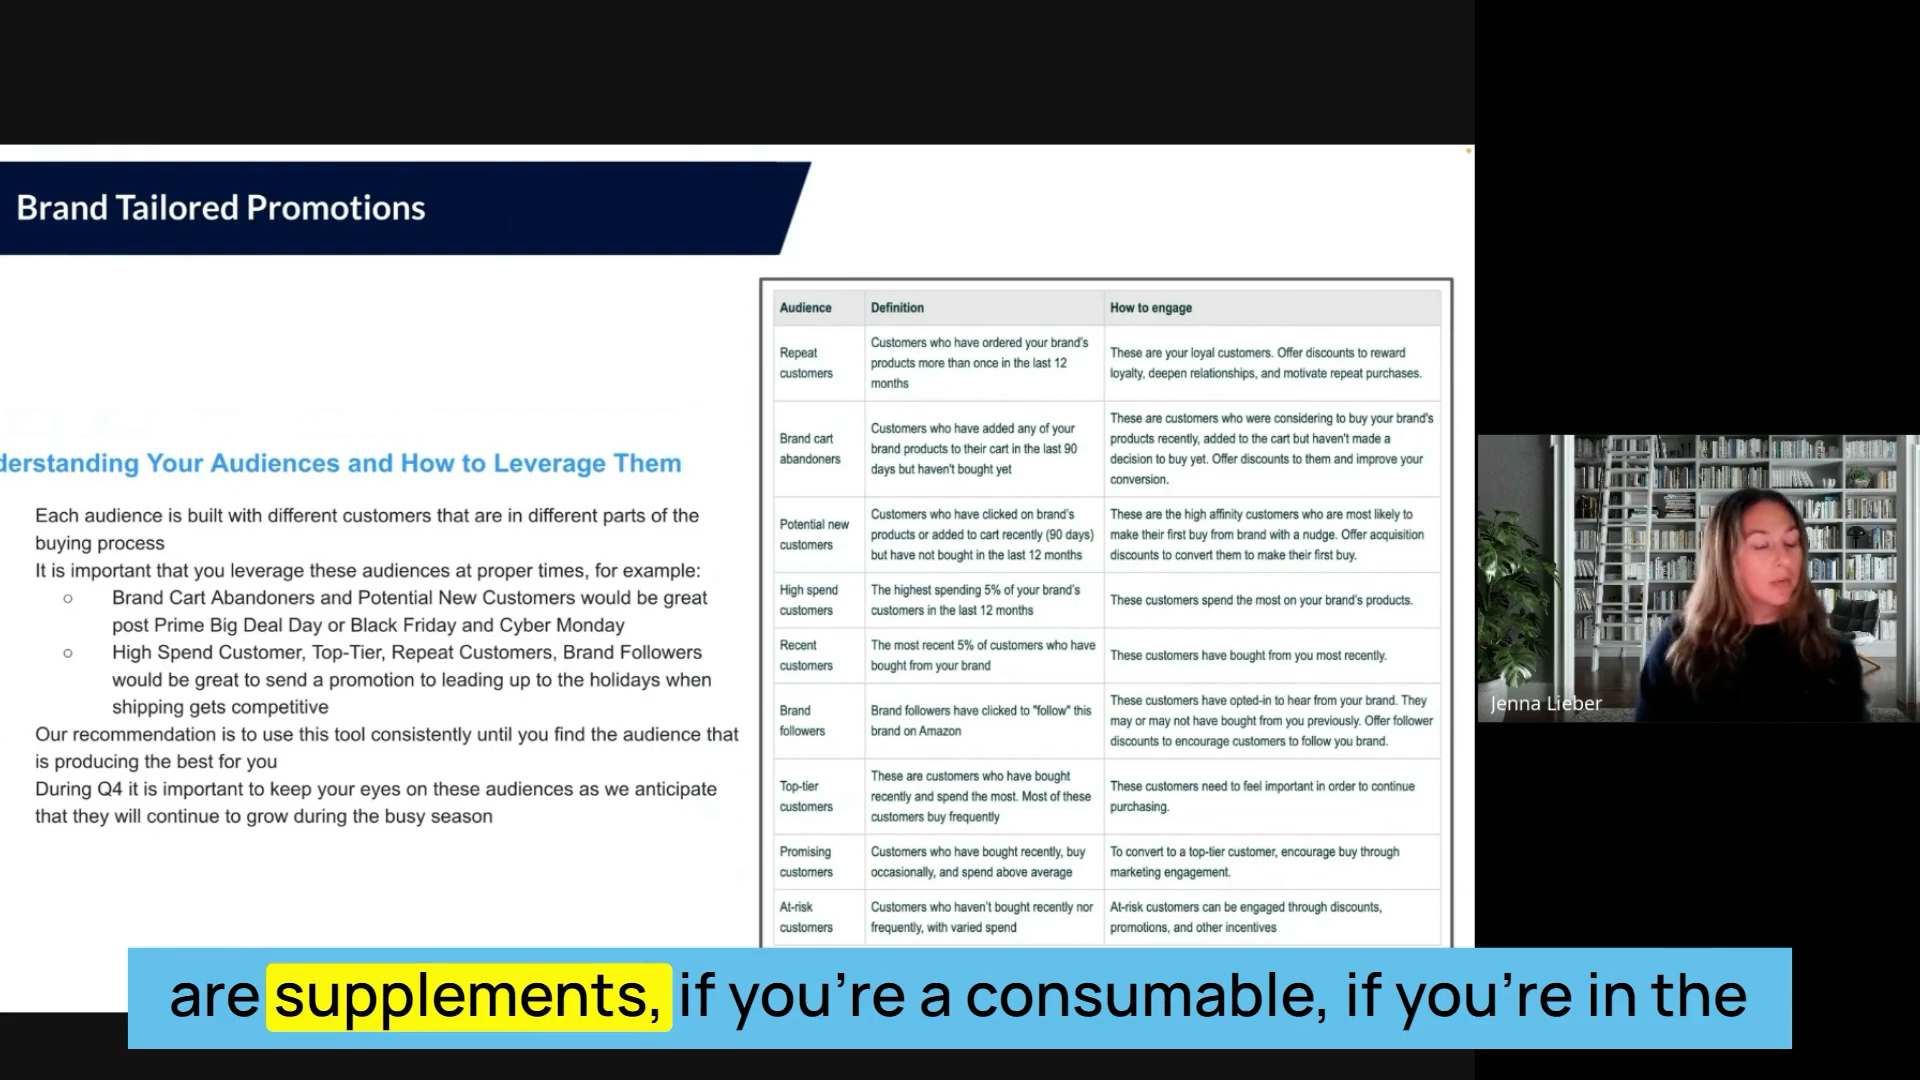 Brand Tailored Promotions
derstanding Your Audiences and How to Leverage Them
Each audience is built with different customers that are in different parts of the
buying process
It is important that you leverage these audiences at proper times, for example:
○ Brand Cart Abandoners and Potential New Customers would be great
post Prime Big Deal Day or Black Friday and Cyber Monday
○ High Spend Customer, Top-Tier, Repeat Customers, Brand Followers
would be great to send a promotion to leading up to the holidays when
shipping gets competitive
Our recommendation is to use this tool consistently until you find the audience that
is producing the best for you
During Q4 it is important to keep your eyes on these audiences as we anticipate
that they will continue to grow during the busy season
Audience
Definition
How to engage
Repeat
customers
Customers who have ordered your brand's
products more than once in the last 12
months
These are your loyal customers. Offer discounts to reward
loyalty, deepen relationships, and motivate repeat purchases.
Brand cart
abandoners
Customers who have added any of your
brand products to their cart in the last 90
days but haven't bought yet
These are customers who were considering to buy your brand's
products recently, added to the cart but haven't made a
decision to buy yet. Offer discounts to them and improve your
conversion.
Potential new
customers
Customers who have clicked on brand's
products or added to cart recently (90 days)
but have not bought in the last 12 months
These are the high affinity customers who are most likely to
make their first buy from brand with a nudge. Offer acquisition
discounts to convert them to make their first buy.
High spend
customers
The highest spending 5% of your brand's
customers in the last 12 months
These customers spend the most on your brand's products.
Recent
customers
The most recent 5% of customers who have
bought from your brand
These customers have bought from you most recently.
Brand
followers
Brand followers have clicked to "follow" this
brand on Amazon
These customers have opted-in to hear from your brand. They
may or may not have bought from you previously. Offer follower
discounts to encourage customers to follow you brand.
Top-tier
customers
These are customers who have bought
recently and spend the most. Most of these
customers buy frequently
These customers need to feel important in order to continue
purchasing.
Promising
customers
Customers who have bought recently, buy
occasionally, and spend above average
To convert to a top-tier customer, encourage buy through
marketing engagement.
At-risk
customers
Customers who haven't bought recently nor
frequently, with varied spend
At-risk customers can be engaged through discounts,
promotions, and other incentives
Jenna Lieber
are supplements, if you're a consumable, if you're in the